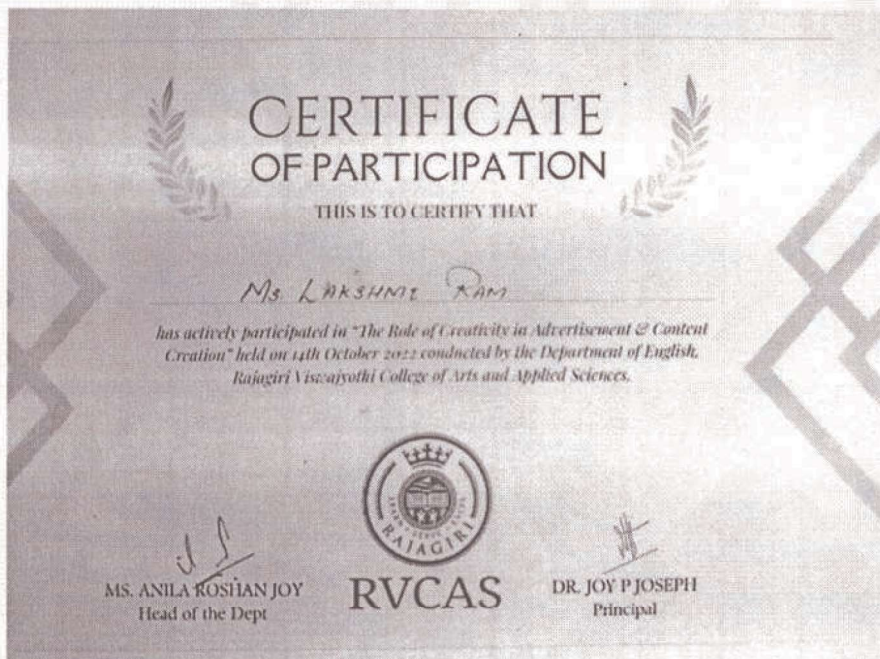 CERTIFICATE
OF PARTICIPATION
THIS IS TO CERTIFY THAT
Ms LAKSHMI RAM
has actively participated in "The Role of Creativity in Advertisement & Content
Creation" held on 14th October 2022 conducted by the Department of English,
Rajagiri Viswajyothi College of Arts and Applied Sciences.
RAJAGIRI
MS. ANILA ROSHAN JOY
Head of the Dept
RVCAS
DR. JOY P JOSEPH
Principal